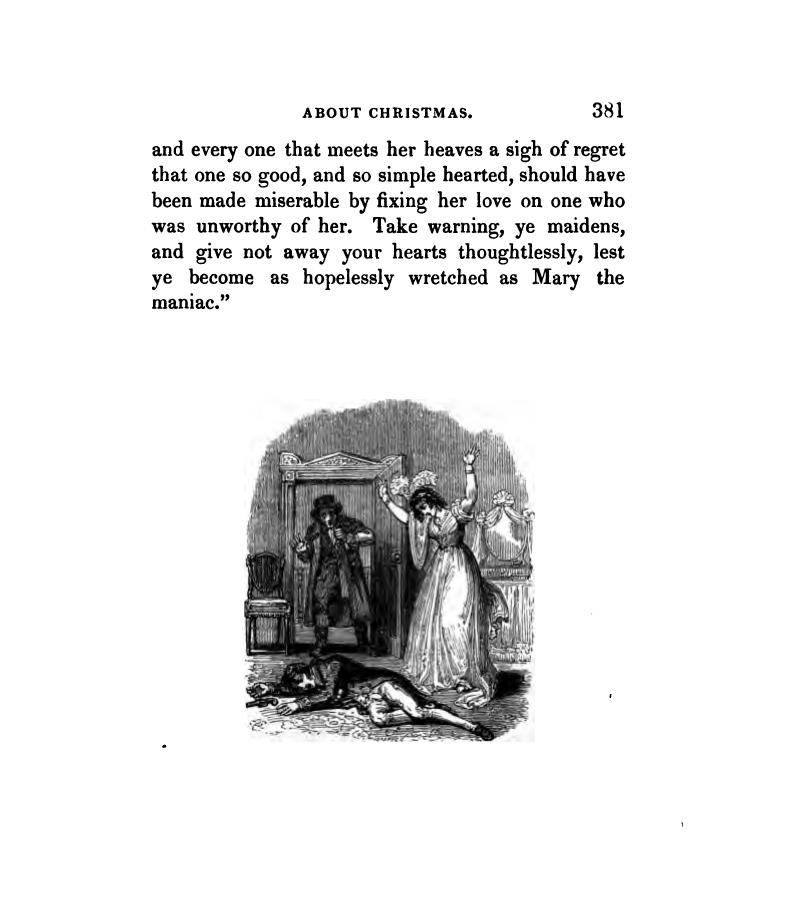 ABOUT CHRISTMAS. 381
and every one that meets her heaves a sigh of regret
that one so good, and so simple hearted, should have
been made miserable by fixing her love on one who
was unworthy of her. Take warning, ye maidens,
and give not away your hearts thoughtlessly, lest
ye become as hopelessly wretched as Mary the
maniac.”